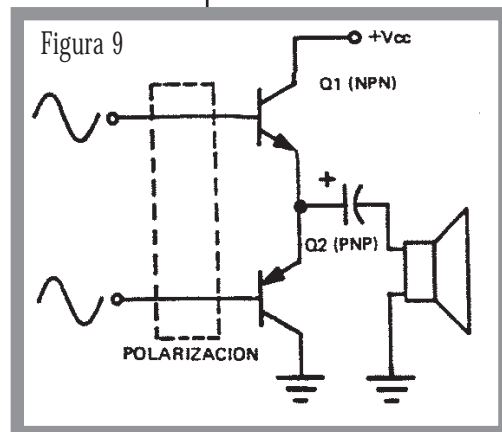 Figura 9
+Vcc
Q1 (NPN)
+
Q2 (PNP)
POLARIZACION